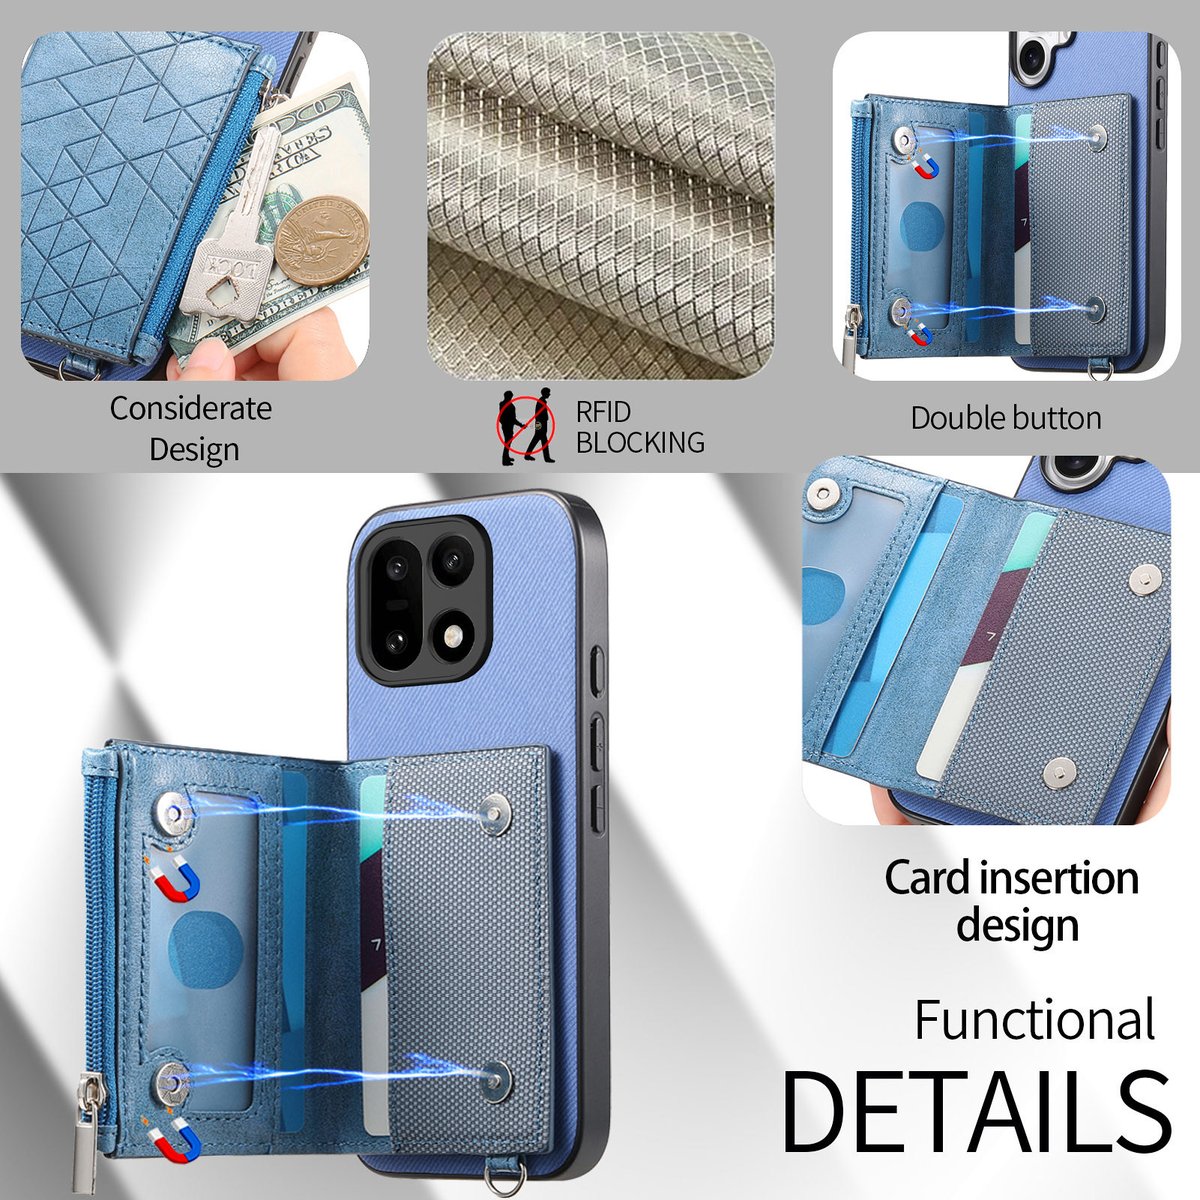 Considerate
Design
RFID
BLOCKING
Double button
Card insertion
design
Functional
DETAILS